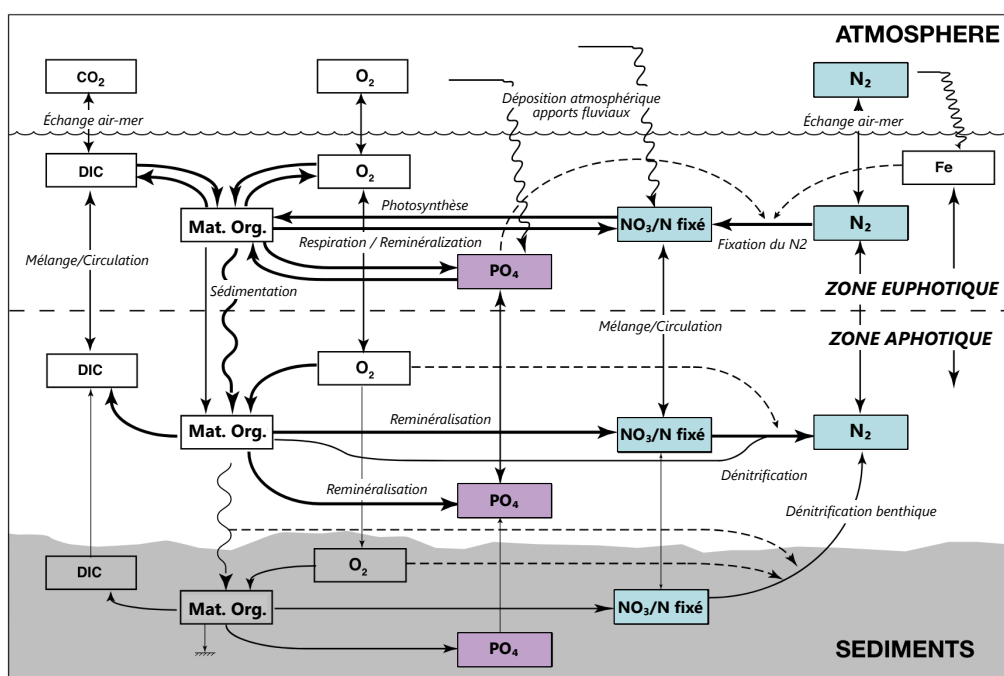 ATMOSPHERE
CO₂
O₂
N₂
Déposition atmosphérique
apports fluviaux
Échange air-mer
Échange air-mer
DIC
O₂
Fe
Photosynthèse
Mat. Org.
NO₃/N fixé
N₂
Respiration / Reminéralization
Fixation du N2
Mélange/Circulation
PO₄
Sédimentation
ZONE EUPHOTIQUE
Mélange/Circulation
ZONE APHOTIQUE
DIC
O₂
Reminéralisation
Mat. Org.
NO₃/N fixé
N₂
Dénitrification
Reminéralisation
PO₄
Dénitrification benthique
DIC
O₂
Mat. Org.
NO₃/N fixé
PO₄
SEDIMENTS